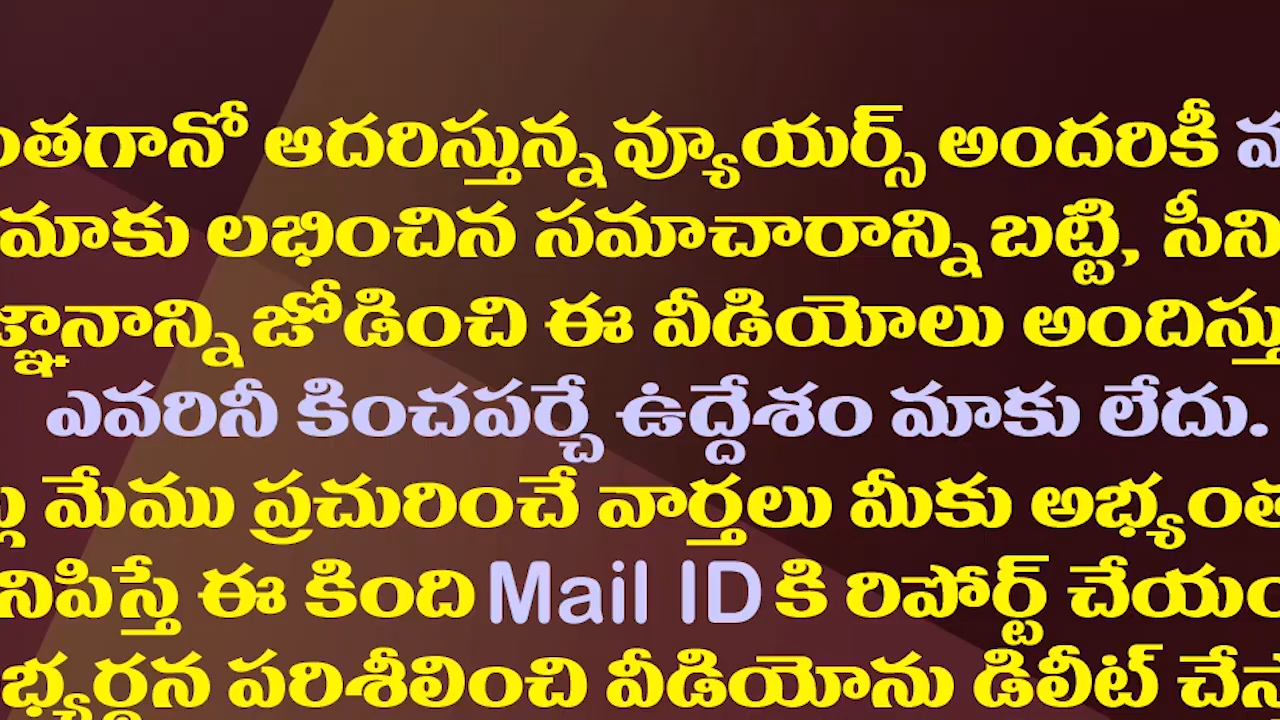 ఆదరిస్తున్న వ్యూయర్స్ అందరికీ
మాకు లభించిన సమాచారాన్ని బట్టి,
జోడించి ఈ వీడియోలు
ఎవరినీ కించపర్చే ఉద్దేశం మాకు లేదు.
మేము ప్రచురించే వార్తలు మీకు
ఈ కింది Mail ID కి రిపోర్ట్
పరిశీలించి వీడియోను డిలీట్